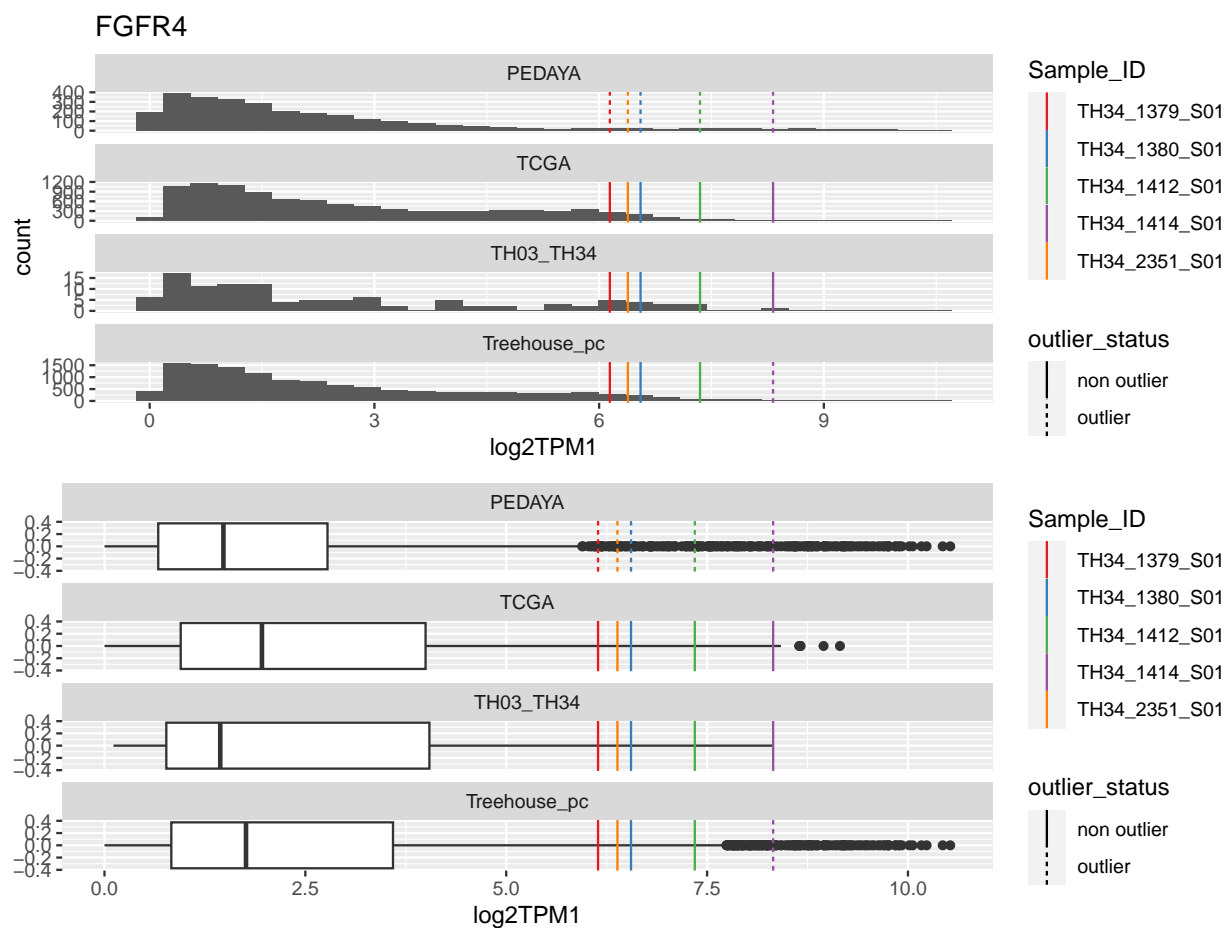 FGFR4
PEDAYA
400
300
200
100
0
TCGA
1200
900
600
300
0
TH03_TH34
15
10
5
0
Treehouse_pc
1500
1000
500
0
0 3 6 9
log2TPM1
count
Sample_ID
TH34_1379_S01
TH34_1380_S01
TH34_1412_S01
TH34_1414_S01
TH34_2351_S01
outlier_status
non outlier
outlier
PEDAYA
0.4
0.2
0.0
−0.2
−0.4
TCGA
0.4
0.2
0.0
−0.2
−0.4
TH03_TH34
0.4
0.2
0.0
−0.2
−0.4
Treehouse_pc
0.4
0.2
0.0
−0.2
−0.4
0.0 2.5 5.0 7.5 10.0
log2TPM1
Sample_ID
TH34_1379_S01
TH34_1380_S01
TH34_1412_S01
TH34_1414_S01
TH34_2351_S01
outlier_status
non outlier
outlier